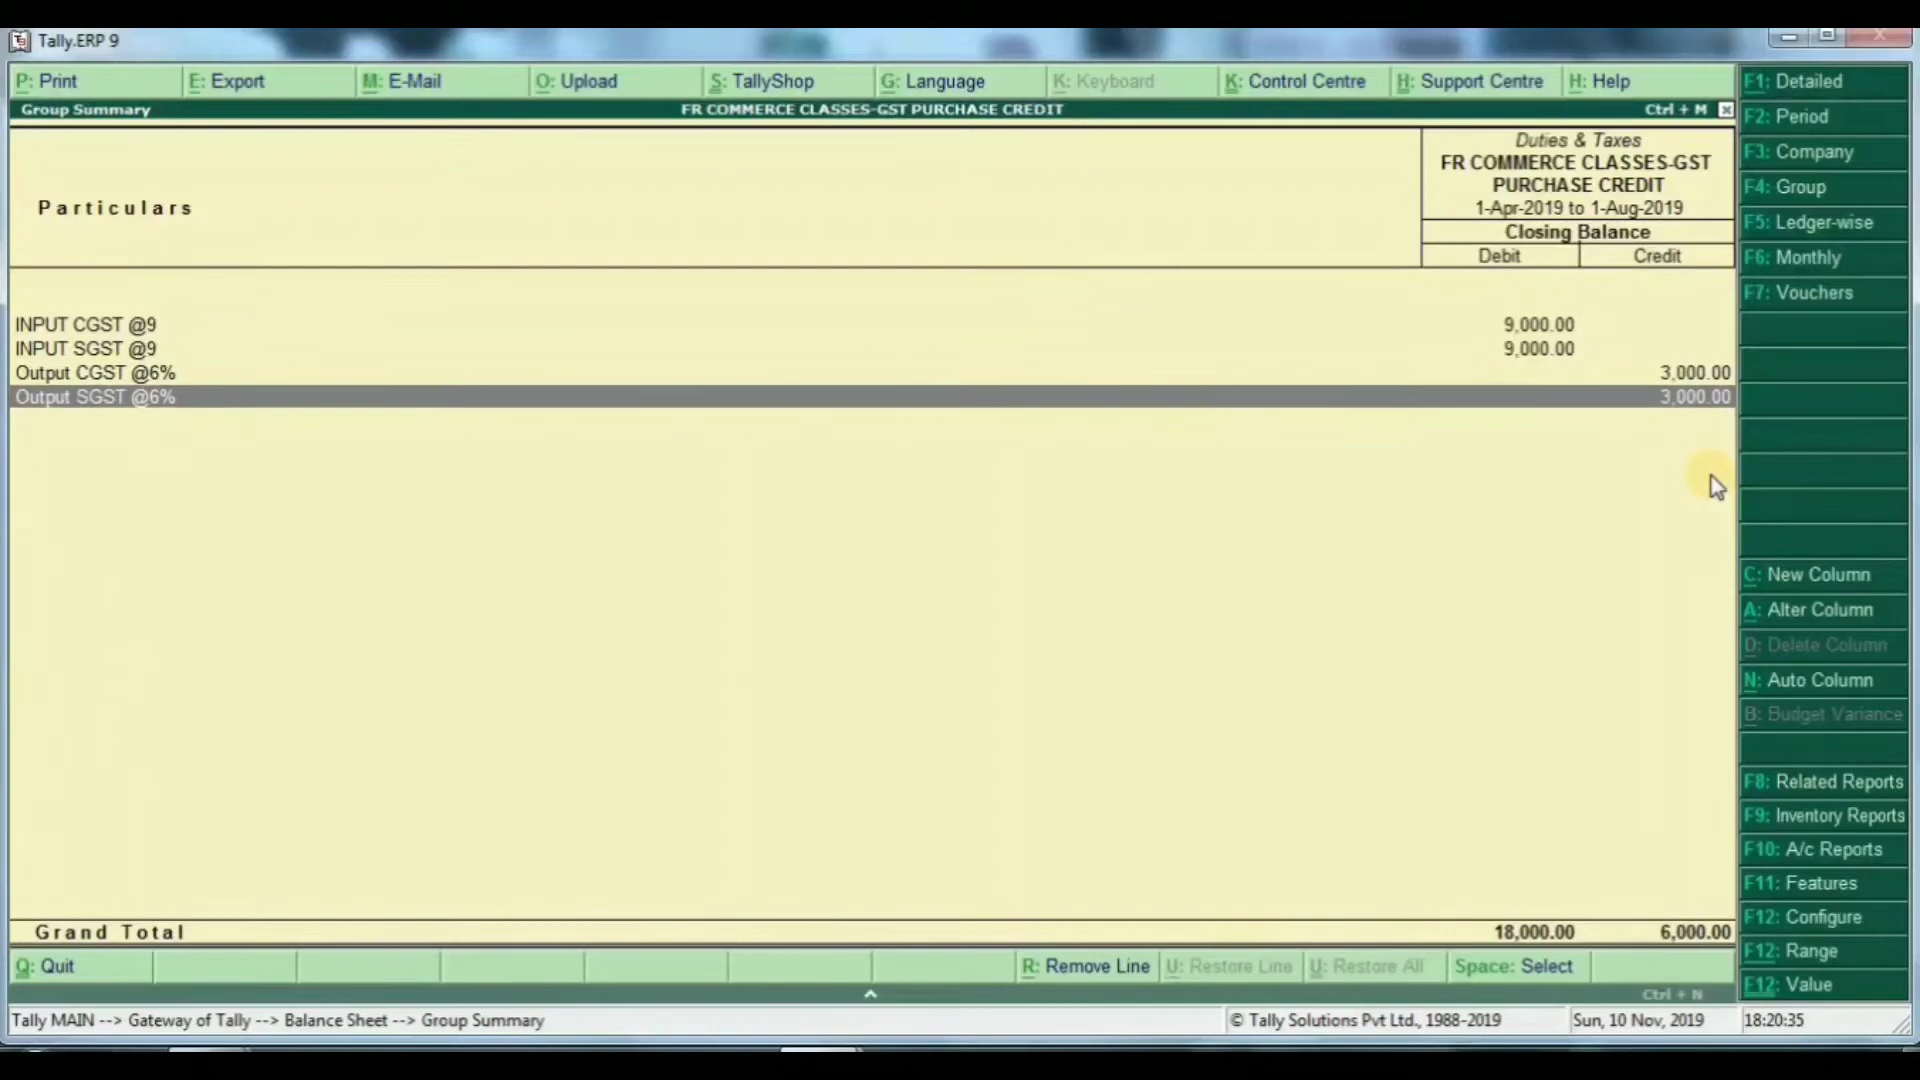 Tally.ERP 9
P: Print E: Export M: E-Mail O: Upload S: TallyShop G: Language K: Keyboard K: Control Centre H: Support Centre H: Help
Group Summary FR COMMERCE CLASSES-GST PURCHASE CREDIT Ctrl + M
Particulars
Duties & Taxes
FR COMMERCE CLASSES-GST
PURCHASE CREDIT
1-Apr-2019 to 1-Aug-2019
Closing Balance
Debit Credit
INPUT CGST @9 9,000.00
INPUT SGST @9 9,000.00
Output CGST @6% 3,000.00
Output SGST @6% 3,000.00
Grand Total 18,000.00 6,000.00
F1: Detailed
F2: Period
F3: Company
F4: Group
F5: Ledger-wise
F6: Monthly
F7: Vouchers
C: New Column
A: Alter Column
D: Delete Column
N: Auto Column
B: Budget Variance
F8: Related Reports
F9: Inventory Reports
F10: A/c Reports
F11: Features
F12: Configure
F12: Range
F12: Value
Q: Quit R: Remove Line U: Restore Line U: Restore All Space: Select
Ctrl + N
Tally MAIN --> Gateway of Tally --> Balance Sheet --> Group Summary © Tally Solutions Pvt Ltd., 1988-2019 Sun, 10 Nov, 2019 18:20:35